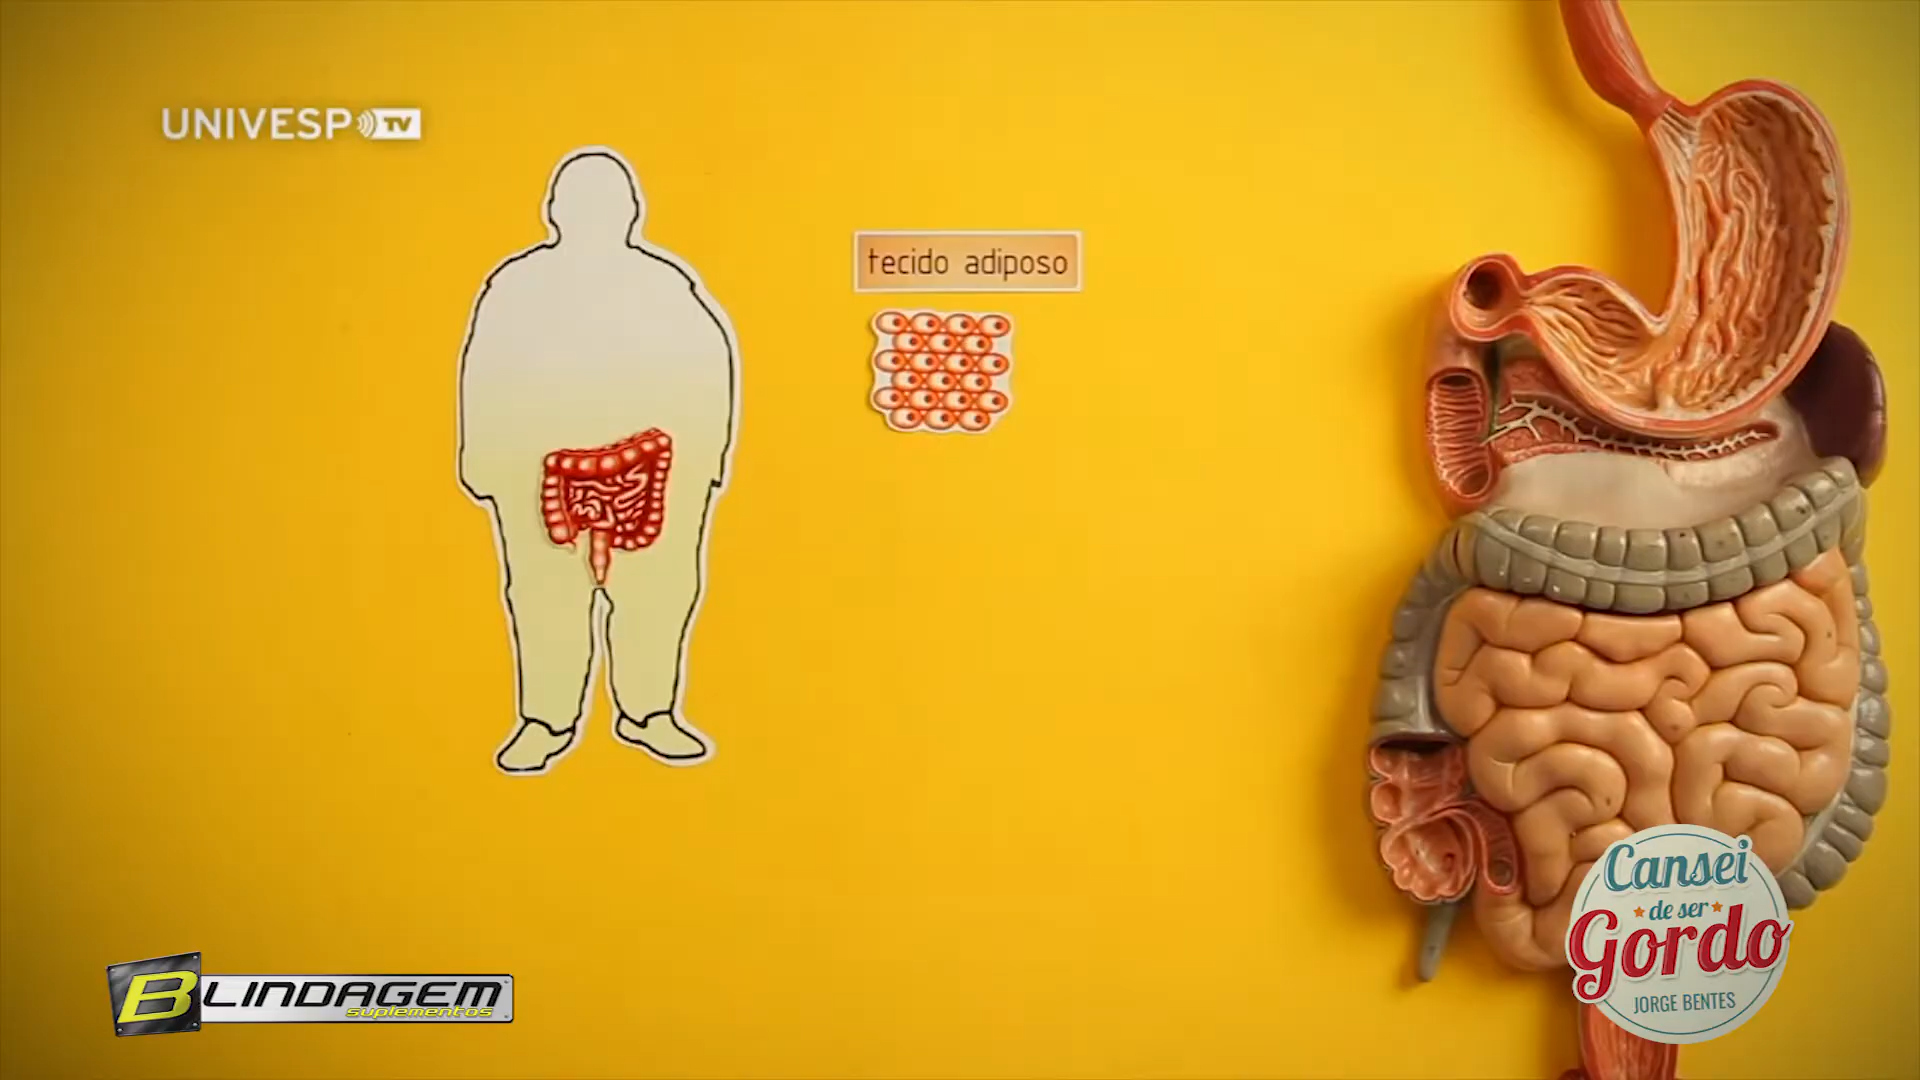 UNIVESP TV
tecido adiposo
Cansei
de ser
Gordo
JORGE BENTES
BLINDAGEM
suplementos